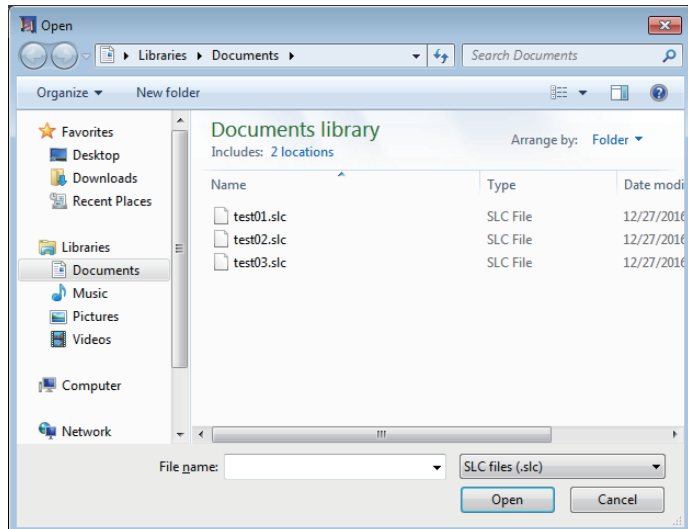 Open
Libraries Documents
Search Documents
Organize New folder
Favorites
Desktop
Downloads
Recent Places
Libraries
Documents
Music
Pictures
Videos
Computer
Network
Documents library
Includes: 2 locations
Arrange by: Folder
Name Type Date modi
test01.slc SLC File 12/27/2016
test02.slc SLC File 12/27/2016
test03.slc SLC File 12/27/2016
File name: SLC files (.slc)
Open Cancel